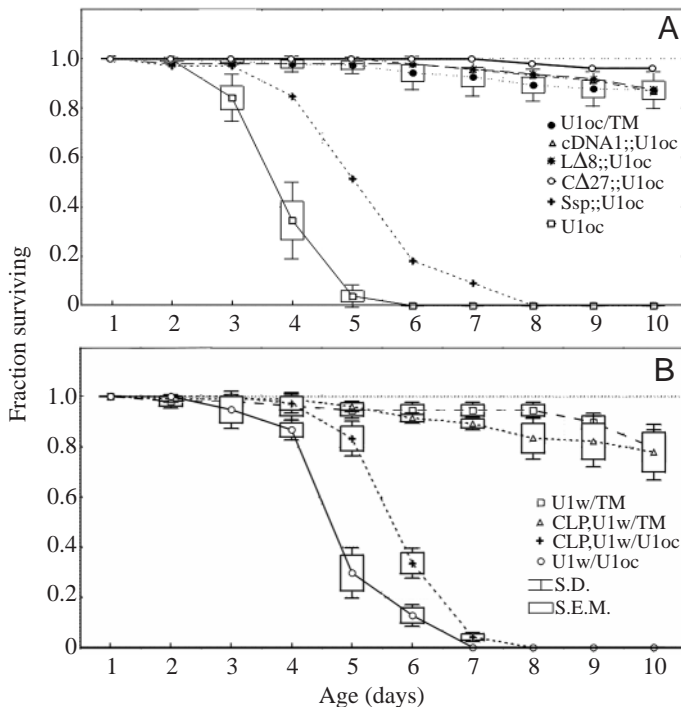 A
1.0
0.8
0.6
0.4
0.2
0
U1oc/TM
cDNA1;;U1oc
LΔ8;;U1oc
CΔ27;;U1oc
Ssp;;U1oc
U1oc
1 2 3 4 5 6 7 8 9 10
Fraction surviving
B
1.0
0.8
0.6
0.4
0.2
0
U1w/TM
CLP,U1w/TM
CLP,U1w/U1oc
U1w/U1oc
S.D.
S.E.M.
1 2 3 4 5 6 7 8 9 10
Age (days)